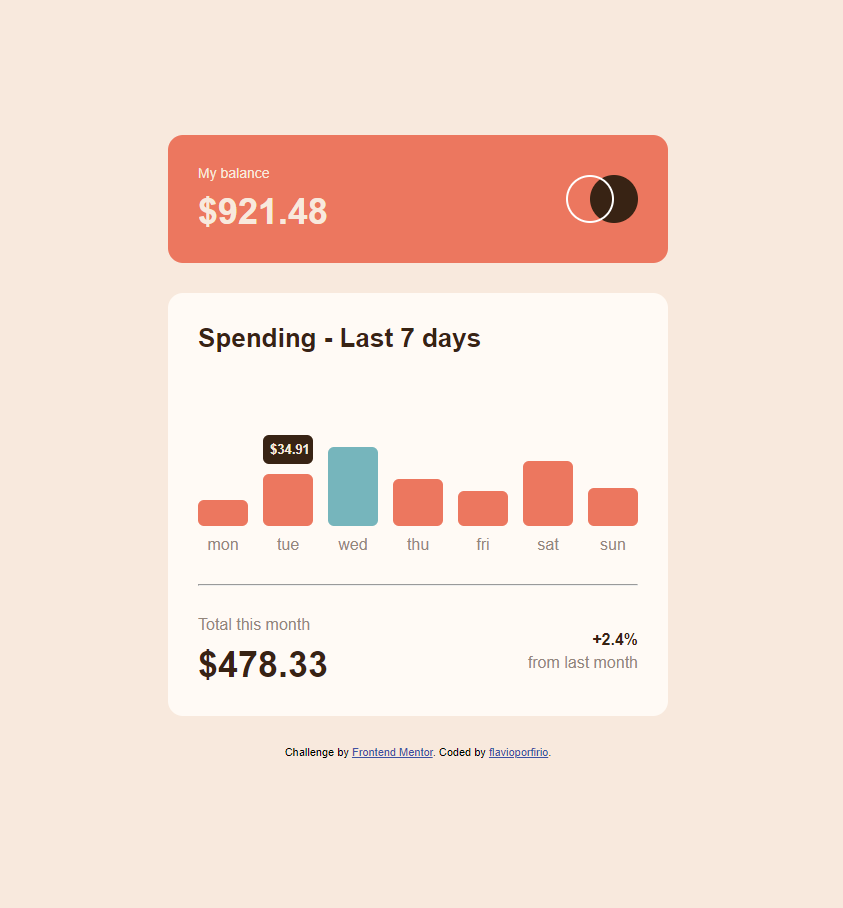 My balance
$921.48
Spending - Last 7 days
$34.91
mon tue wed thu fri sat sun
Total this month
$478.33
+2.4%
from last month
Challenge by Frontend Mentor. Coded by flavioporfirio.